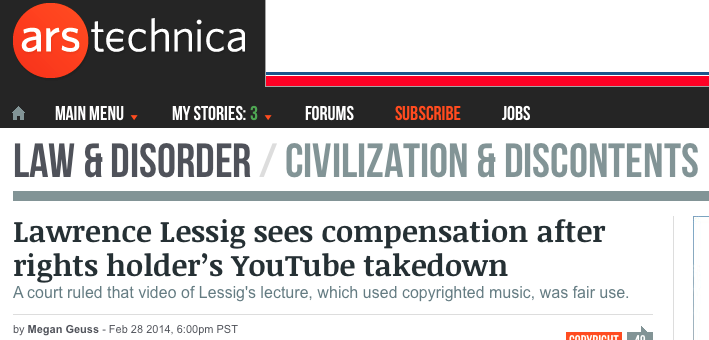 ars technica
MAIN MENU MY STORIES: 3 FORUMS SUBSCRIBE JOBS
LAW & DISORDER / CIVILIZATION & DISCONTENTS
Lawrence Lessig sees compensation after
rights holder’s YouTube takedown
A court ruled that video of Lessig's lecture, which used copyrighted music, was fair use.
by Megan Geuss - Feb 28 2014, 6:00pm PST
COPYRIGHT